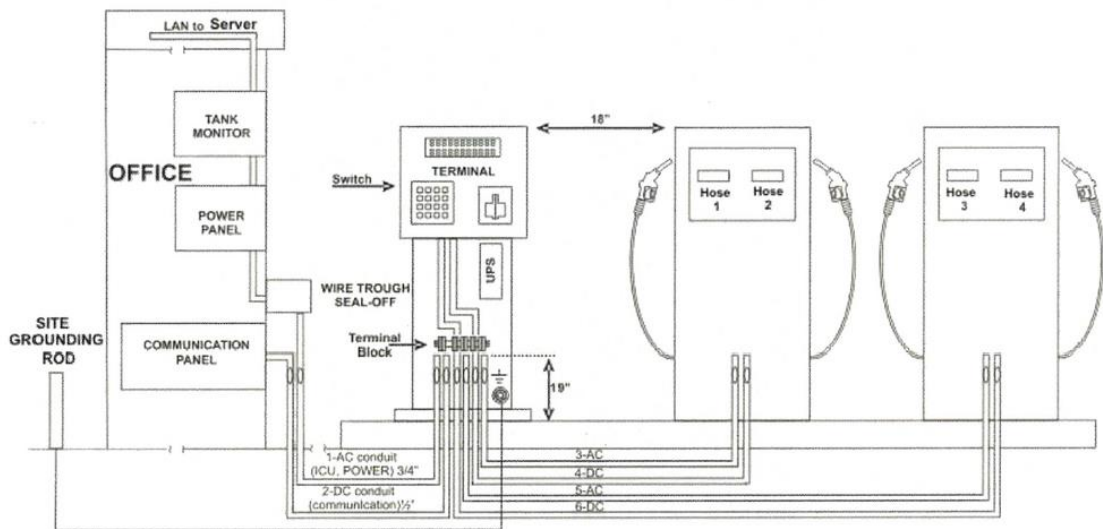 LAN to Server
TANK
MONITOR
OFFICE
POWER
PANEL
COMMUNICATION
PANEL
SITE
GROUNDING
ROD
WIRE TROUGH
SEAL-OFF
Switch
TERMINAL
UPS
Terminal
Block
18"
19"
Hose
1
Hose
2
Hose
3
Hose
4
1-AC conduit
(ICU, POWER) 3/4"
2-DC conduit
(communication)½"
3-AC
4-DC
5-AC
6-DC